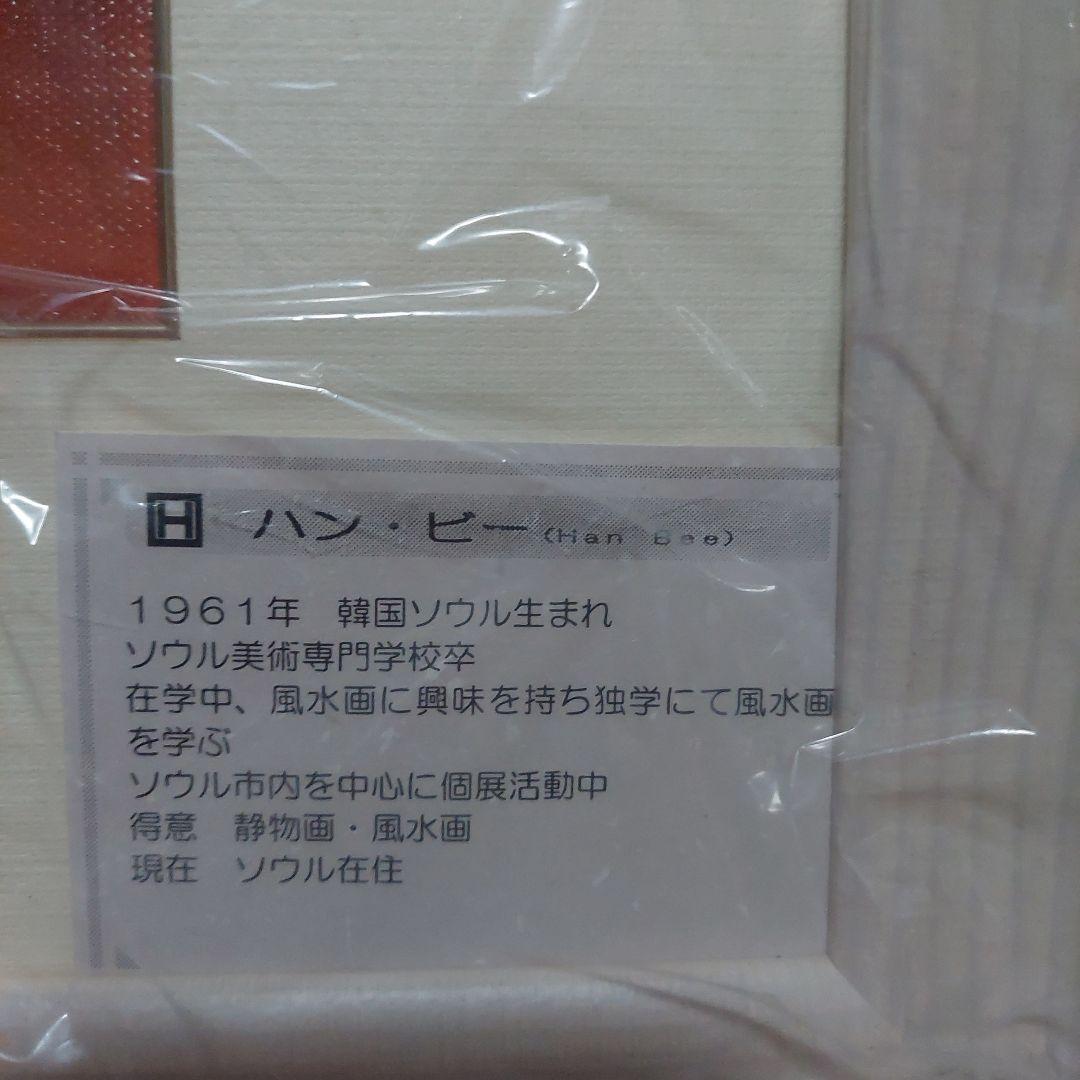 H ハン・ビー(Han Bee)
1961年 韓国ソウル生まれ
ソウル美術専門学校卒
在学中、風水画に興味を持ち独学にて風水画
を学ぶ
ソウル市内を中心に個展活動中
得意 静物画・風水画
現在 ソウル在住